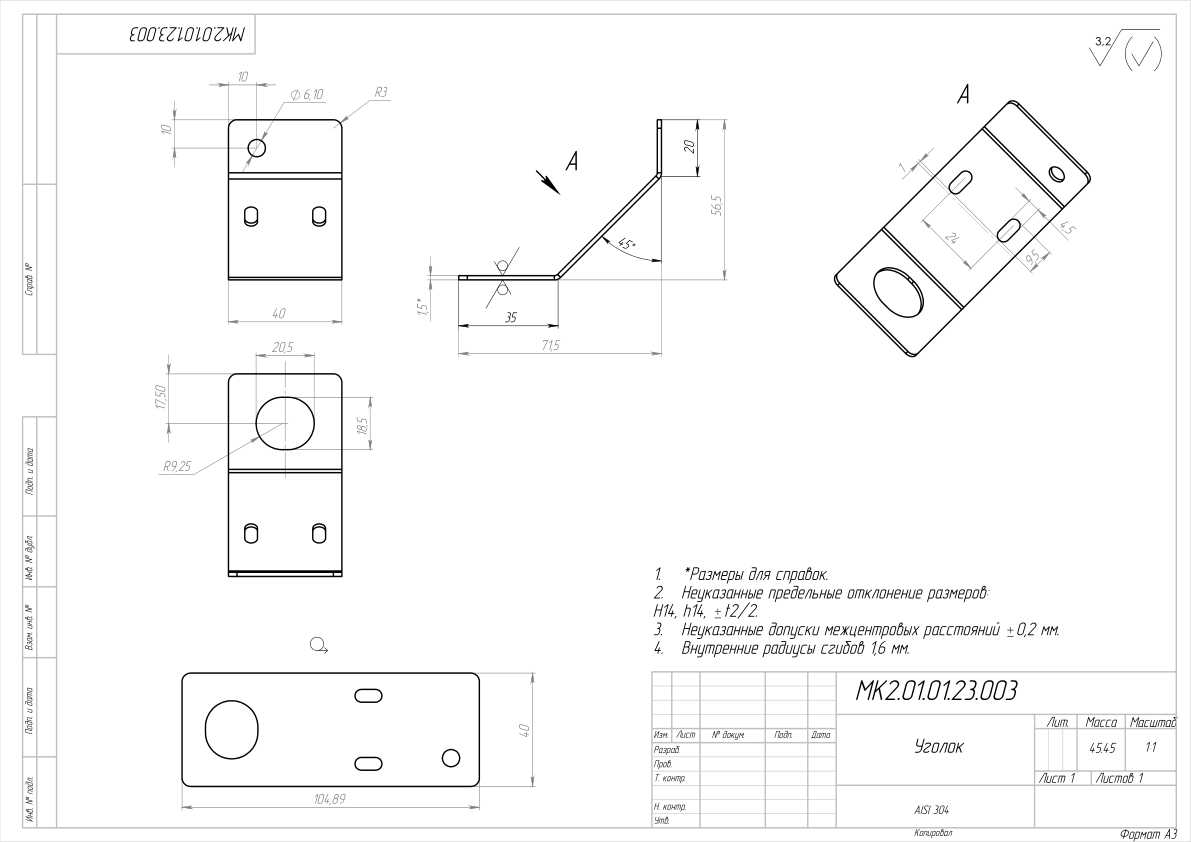 МК2.01.01.23.003
3,2
10
Ø 6,10
R3
10
40
А
20
56,5
45°
1,5*
35
71,5
А
1
24
4,5
9,5
20,5
17,50
18,5
R9,25
1. *Размеры для справок.
2. Неуказанные предельные отклонение размеров:
H14, h14, ±t2/2.
3. Неуказанные допуски межцентровых расстояний ±0,2 мм.
4. Внутренние радиусы сгибов 1,6 мм.
40
104,89
Справ. №
Подп. и дата
Инв. № дубл.
Взам. инв. №
Подп. и дата
Инв. № подл.
МК2.01.01.23.003
Изм. Лист № докум. Подп. Дата
Разраб.
Пров.
Т. контр.
Н. контр.
Утв.
Уголок
Лит. Масса Масштаб
45.45 1:1
Лист 1 Листов 1
AISI 304
Копировал Формат А3